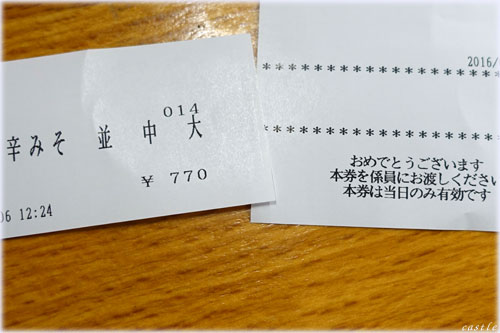 014
辛みそ 並 中 大
¥ 770
06 12:24
2016/
********************
********************
おめでとうございます
本券を係員にお渡しください
本券は当日のみ有効です
castle